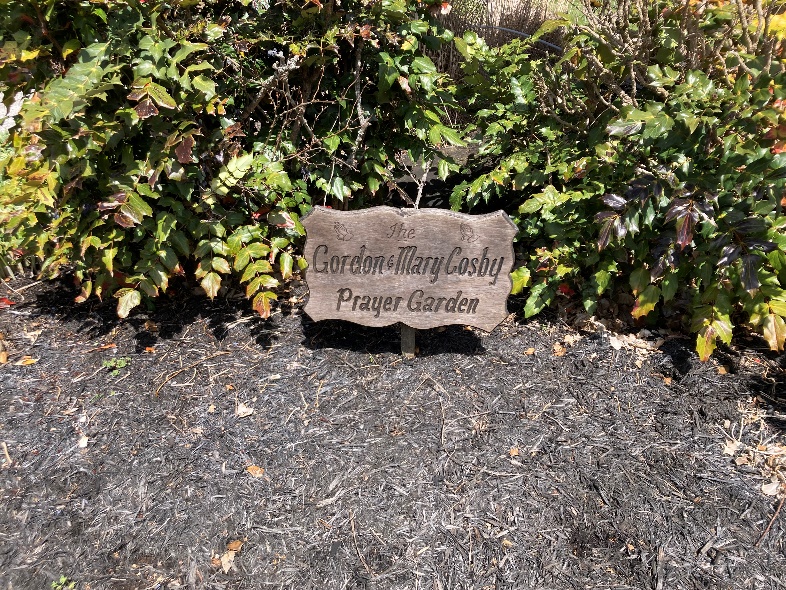 The
Gordon & Mary Cosby
Prayer Garden